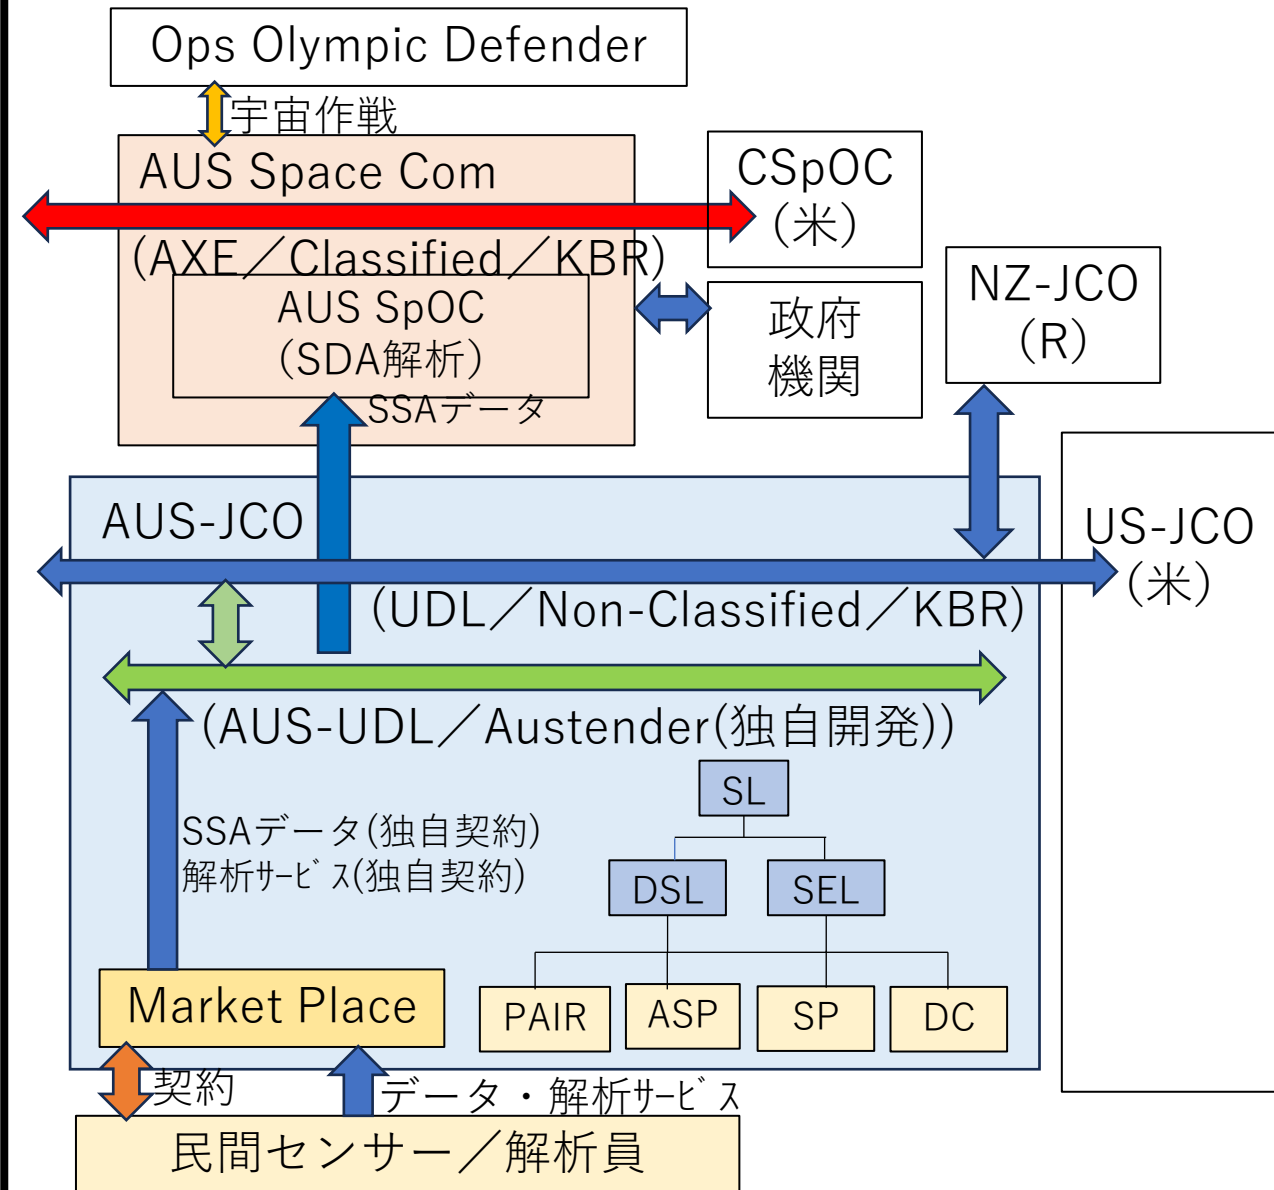 Ops Olympic Defender
宇宙作戦
AUS Space Com
CSpOC
(米)
(AXE／Classified／KBR)
AUS SpOC
(SDA解析)
SSAデータ
政府
機関
NZ-JCO
(R)
AUS-JCO
US-JCO
(米)
(UDL／Non-Classified／KBR)
(AUS-UDL／Austender(独自開発))
SL
SSAデータ(独自契約)
解析ｻｰﾋﾞｽ(独自契約)
DSL
SEL
Market Place
PAIR
ASP
SP
DC
契約
データ・解析ｻｰﾋﾞｽ
民間センサー／解析員